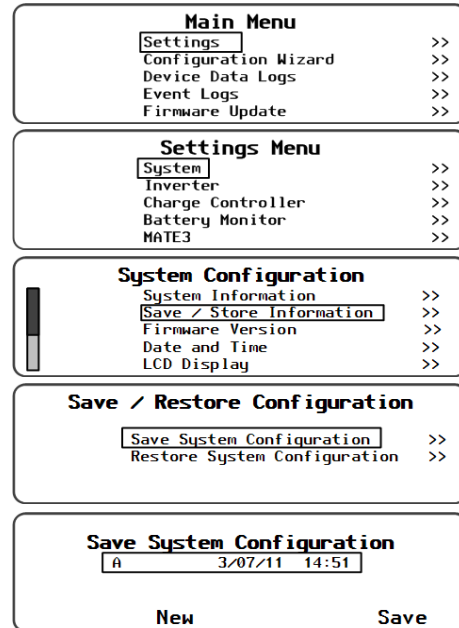 Main Menu
Settings >>
Configuration Wizard >>
Device Data Logs >>
Event Logs >>
Firmware Update >>
Settings Menu
System >>
Inverter >>
Charge Controller >>
Battery Monitor >>
MATE3 >>
System Configuration
System Information >>
Save / Store Information >>
Firmware Version >>
Date and Time >>
LCD Display >>
Save / Restore Configuration
Save System Configuration >>
Restore System Configuration >>
Save System Configuration
A 3/07/11 14:51
New Save